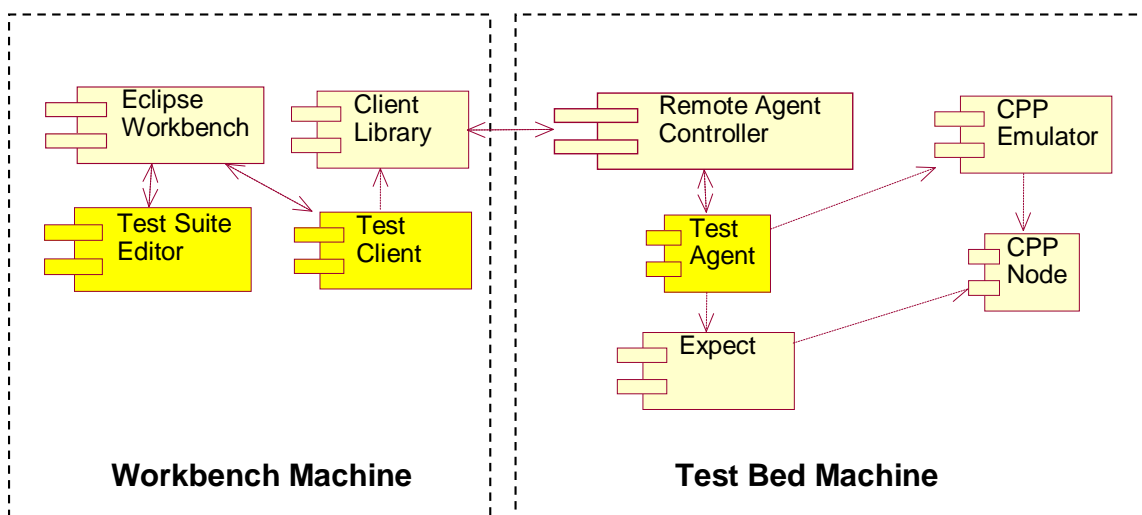 Eclipse
Workbench
Client
Library
Test Suite
Editor
Test
Client
Workbench Machine
Remote Agent
Controller
CPP
Emulator
Test
Agent
CPP
Node
Expect
Test Bed Machine